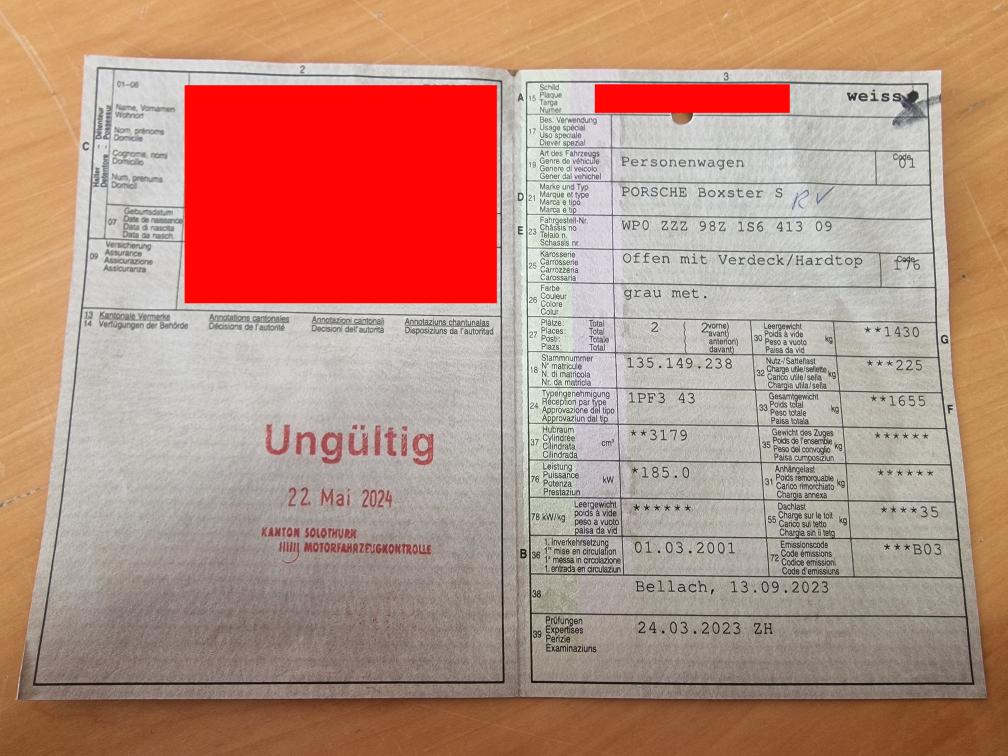 2
01-06
Name, Vornamen
Wohnort
Nom, prénoms
Domicile
Cognome, nomi
Domicilio
Num, prenums
Domicil
C
Halter Détenteur
Detentore Possessur
07
Geburtsdatum
Date de naissance
Data di nascita
Data da nasch.
09
Versicherung
Assurance
Assicurazione
Assicuranza
13 Kantonale Vermerke Annotations cantonales Annotazioni cantonali Annotaziuns chantunalas
14 Verfügungen der Behörde Décisions de l'autorité Decisioni dell'autorità Disposiziuns da l'autoritad
Ungültig
22. Mai 2024
KANTON SOLOTHURN
MOTORFAHRZEUGKONTROLLE
3
A 15 Schild
Plaque
Targa
Numer
weiss
17 Bes. Verwendung
Usage spécial
Uso speciale
Diever spezial
19 Art des Fahrzeugs
Genre de véhicule
Genere di veicolo
Gener dal vehichel
Personenwagen
Code
01
D 21 Marke und Typ
Marque et type
Marca e tipo
Marca e tip
PORSCHE Boxster S RV
E 23 Fahrgestell-Nr.
Châssis no
Telaio n.
Schassis nr.
WP0 ZZZ 98Z 1S6 413 09
25 Karosserie
Carrosserie
Carrozzeria
Carossaria
Offen mit Verdeck/Hardtop
Code
176
26 Farbe
Couleur
Colore
Colur
grau met.
27 Plätze: Total
Places: Total
Posti: Totale
Plazs: Total
2
2 vorne)
avant)
anteriori)
davant)
30 Leergewicht
Poids à vide
Peso a vuoto
Paisa da vid
kg
**1430
G
18 Stammnummer
N° matricule
N. di matricola
Nr. da matricla
135.149.238
32 Nutz-/Sattellast
Charge utile/sellette
Carico utile/sella
Chargia utila/sella
kg
***225
24 Typengenehmigung
Réception par type
Approvazione del tipo
Approvaziun dal tip
1PF3 43
33 Gesamtgewicht
Poids total
Peso totale
Paisa totala
kg
**1655
F
37 Hubraum
Cylindrée
Cilindrata
Cilindrada
cm³
**3179
35 Gewicht des Zuges
Poids de l'ensemble
Peso del convoglio
Paisa cumposiziun
kg
******
76 Leistung
Puissance
Potenza
Prestaziun
kW
*185.0
31 Anhängelast
Poids remorquable
Carico rimorchiato
Chargia annexa
kg
******
78 kW/kg
Leergewicht
poids à vide
peso a vuoto
paisa da vid
******
55 Dachlast
Charge sur le toit
Carico sul tetto
Chargia sin il tetg
kg
****35
B 36 1. Inverkehrsetzung
1re mise en circulation
1a messa in circolazione
1. entrada en circulaziun
01.03.2001
72 Emissionscode
Code émissions
Codice emissioni
Code d'emissiuns
***B03
38
Bellach, 13.09.2023
39 Prüfungen
Expertises
Perizie
Examinaziuns
24.03.2023 ZH